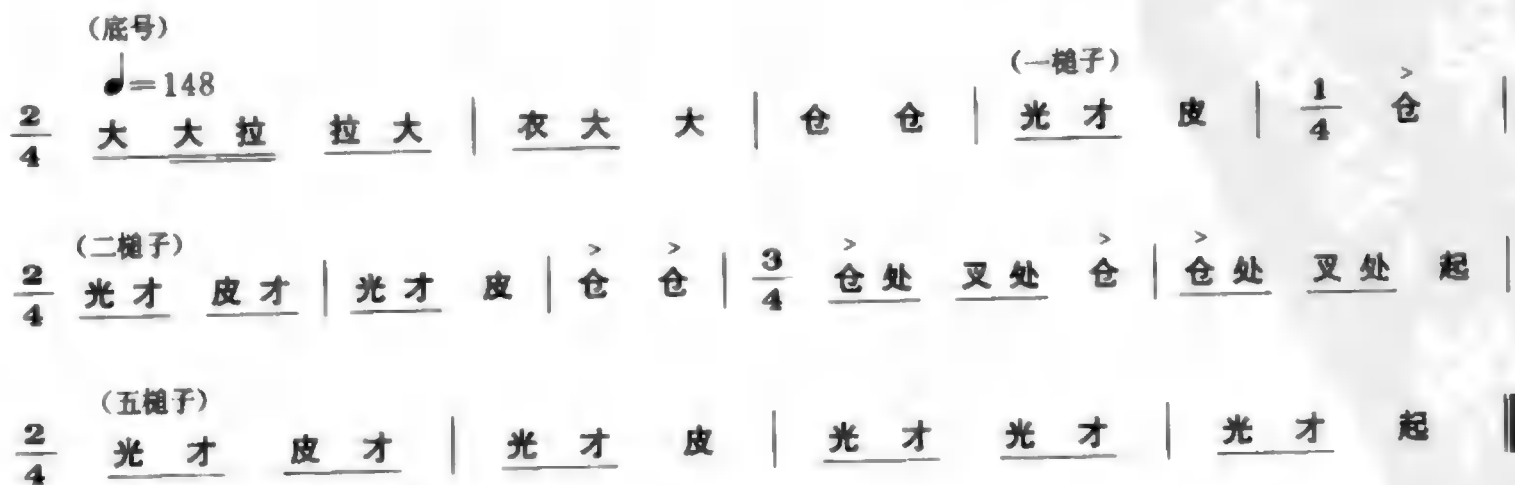 (底号)
♩=148 (一槌子)
2/4 大 大 拉 拉 大 | 衣 大 大 | 仓 仓 | 光 才 皮 | 1/4 仓 |
(二槌子)
2/4 光 才 皮 才 | 光 才 皮 | 仓 仓 | 3/4 仓 处 叉 处 仓 | 仓 处 叉 处 起 |
(五槌子)
2/4 光 才 皮 才 | 光 才 皮 | 光 才 光 才 | 光 才 起 ‖